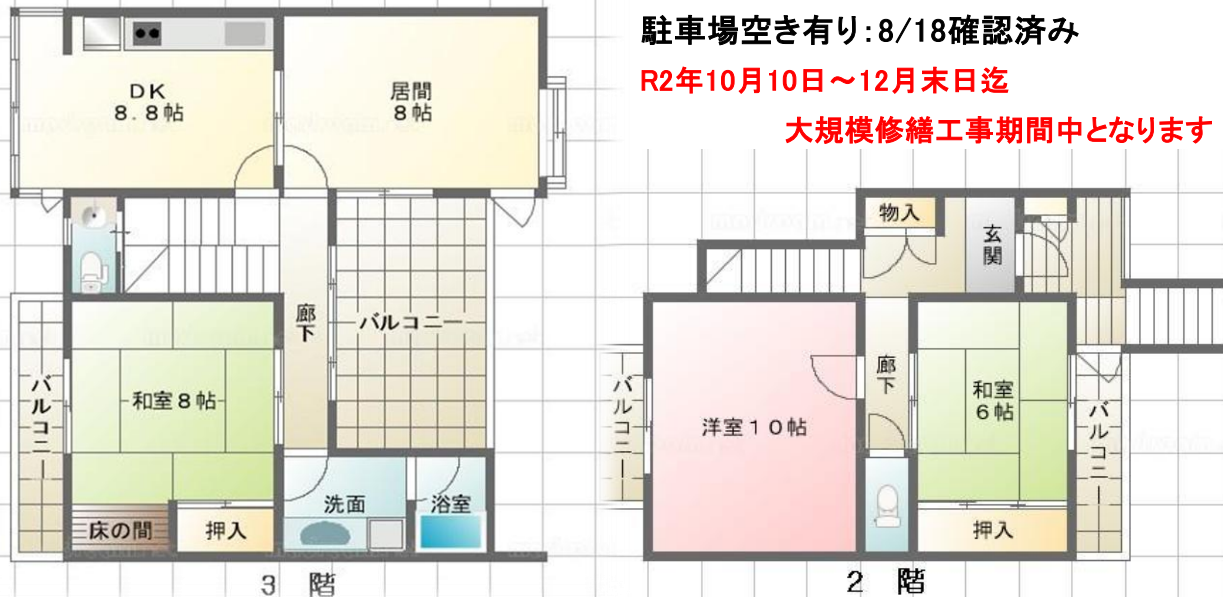 駐車場空き有り:8/18確認済み
R2年10月10日～12月末日迄
大規模修繕工事期間中となります
DK
8.8帖
居間
8帖
廊下
バルコニー
バルコニー
和室8帖
床の間
押入
洗面
浴室
3 階
物入
玄関
バルコニー
洋室10帖
廊下
和室
6帖
バルコニー
押入
2 階